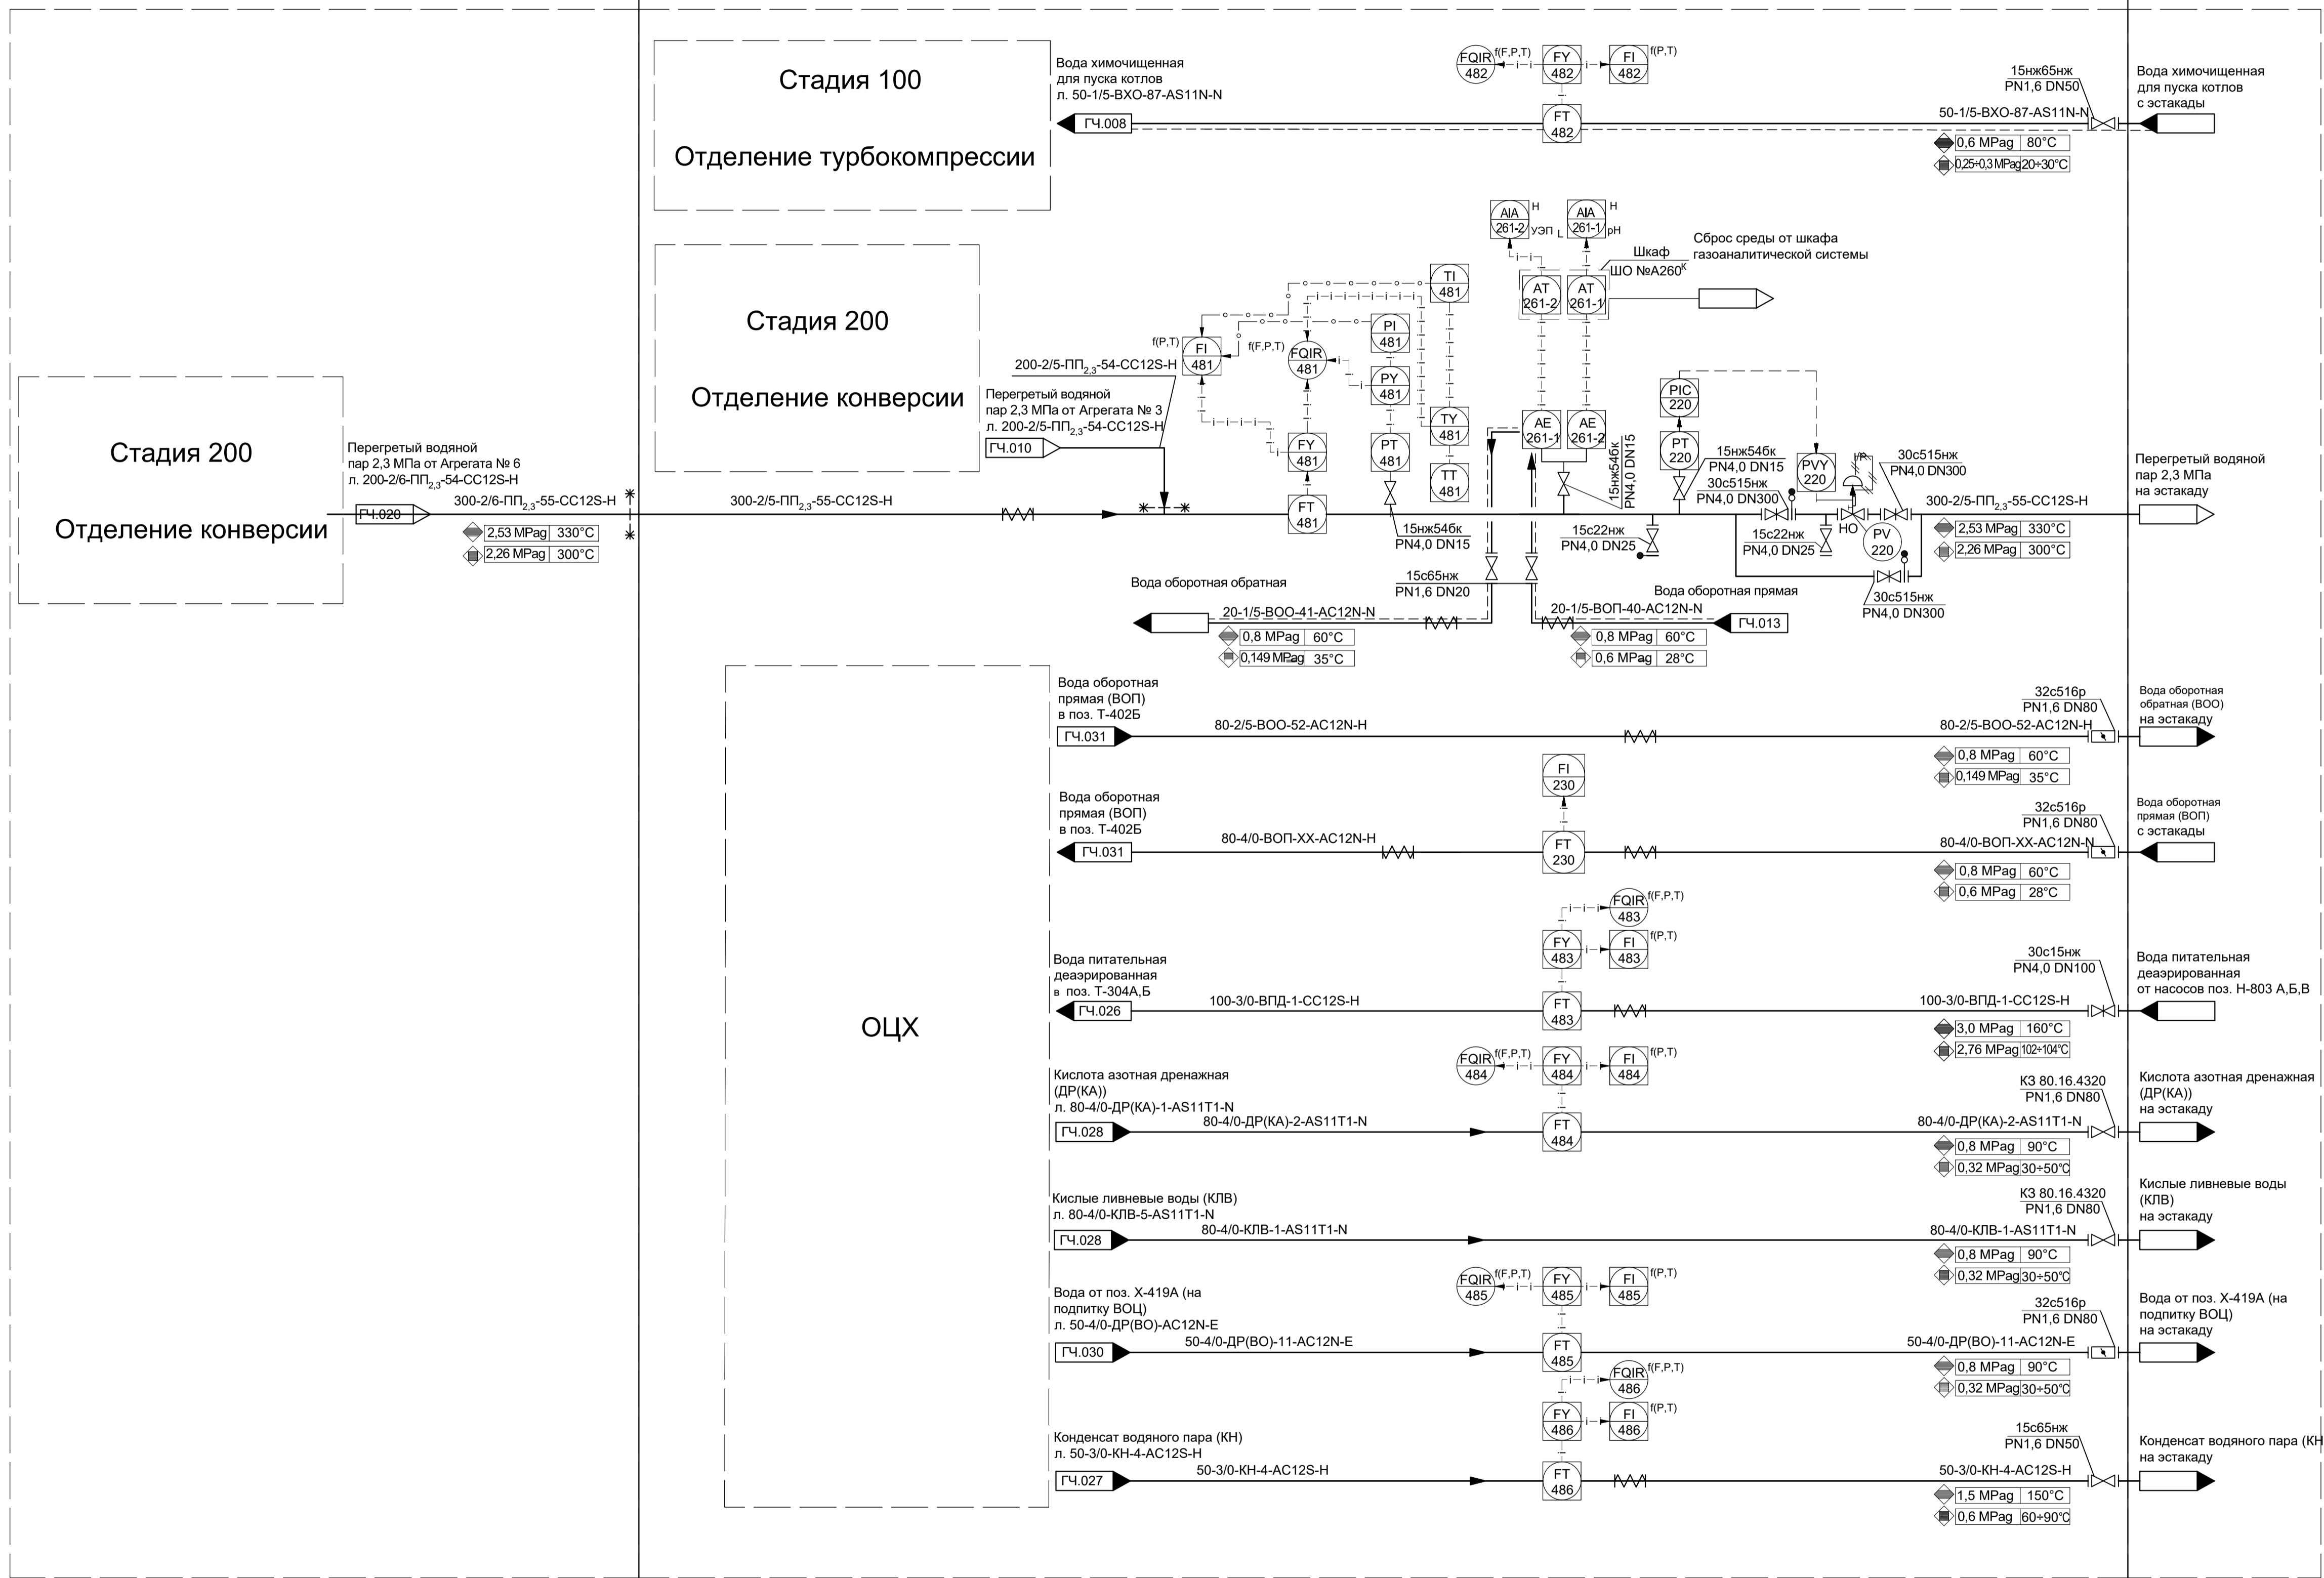 Стадия 100
Отделение турбокомпрессии
Вода химочищенная
для пуска котлов
л. 50-1/5-ВХО-87-AS11N-N
ГЧ.008
FQIR
482
f(F,P,T)
FY
482
FI
482
f(P,T)
FT
482
15нж65нж
PN1,6 DN50
50-1/5-ВХО-87-AS11N-N
0,6 MPag 80°C
0,25÷0,3 MPag 20÷30°C
Вода химочищенная
для пуска котлов
с эстакады
Стадия 200
Отделение конверсии
Перегретый водяной
пар 2,3 МПа от Агрегата № 6
л. 200-2/6-ПП2,3-54-СС12S-H
ГЧ.020
300-2/6-ПП2,3-55-СС12S-H
2,53 MPag 330°C
2,26 MPag 300°C
Стадия 200
Отделение конверсии
200-2/5-ПП2,3-54-СС12S-H
Перегретый водяной
пар 2,3 МПа от Агрегата № 3
л. 200-2/5-ПП2,3-54-СС12S-H
ГЧ.010
300-2/5-ПП2,3-55-СС12S-H
f(P,T)
FI
481
f(F,P,T)
FQIR
481
TI
481
PI
481
PY
481
TY
481
FY
481
PT
481
TT
481
FT
481
15нж54бк
PN4,0 DN15
AIA
261-2
H
УЭП
L
AIA
261-1
H
pH
Шкаф
ШО №А260К
Сброс среды от шкафа
газоаналитической системы
AT
261-2
AT
261-1
AE
261-1
AE
261-2
15нж54бк
PN4,0 DN15
PIC
220
PT
220
15нж54бк
PN4,0 DN15
30с515нж
PN4,0 DN300
PVY
220
30с515нж
PN4,0 DN300
15с22нж
PN4,0 DN25
15с22нж
PN4,0 DN25
НО
PV
220
30с515нж
PN4,0 DN300
300-2/5-ПП2,3-55-СС12S-H
2,53 MPag 330°C
2,26 MPag 300°C
Перегретый водяной
пар 2,3 МПа
на эстакаду
15с65нж
PN1,6 DN20
Вода оборотная обратная
20-1/5-ВОО-41-АС12N-N
0,8 MPag 60°C
0,149 MPag 35°C
Вода оборотная прямая
20-1/5-ВОП-40-АС12N-N
ГЧ.013
0,8 MPag 60°C
0,6 MPag 28°C
ОЦХ
Вода оборотная
прямая (ВОП)
в поз. Т-402Б
ГЧ.031
80-2/5-ВОО-52-АС12N-Н
32с516р
PN1,6 DN80
80-2/5-ВОО-52-АС12N-Н
0,8 MPag 60°C
0,149 MPag 35°C
Вода оборотная
обратная (ВОО)
на эстакаду
Вода оборотная
прямая (ВОП)
в поз. Т-402Б
ГЧ.031
80-4/0-ВОП-ХХ-АС12N-Н
FI
230
FT
230
32с516р
PN1,6 DN80
80-4/0-ВОП-ХХ-АС12N-N
0,8 MPag 60°C
0,6 MPag 28°C
Вода оборотная
прямая (ВОП)
с эстакады
Вода питательная
деаэрированная
в поз. Т-304А,Б
ГЧ.026
100-3/0-ВПД-1-СС12S-H
FQIR
483
f(F,P,T)
FY
483
FI
483
f(P,T)
FT
483
30с15нж
PN4,0 DN100
100-3/0-ВПД-1-СС12S-H
3,0 MPag 160°C
2,76 MPag 102÷104°C
Вода питательная
деаэрированная
от насосов поз. Н-803 А,Б,В
Кислота азотная дренажная
(ДР(КА))
л. 80-4/0-ДР(КА)-1-AS11T1-N
ГЧ.028
80-4/0-ДР(КА)-2-AS11T1-N
FQIR
484
f(F,P,T)
FY
484
FI
484
f(P,T)
FT
484
КЗ 80.16.4320
PN1,6 DN80
80-4/0-ДР(КА)-2-AS11T1-N
0,8 MPag 90°C
0,32 MPag 30÷50°C
Кислота азотная дренажная
(ДР(КА))
на эстакаду
Кислые ливневые воды (КЛВ)
л. 80-4/0-КЛВ-5-AS11T1-N
ГЧ.028
80-4/0-КЛВ-1-AS11T1-N
КЗ 80.16.4320
PN1,6 DN80
80-4/0-КЛВ-1-AS11T1-N
0,8 MPag 90°C
0,32 MPag 30÷50°C
Кислые ливневые воды
(КЛВ)
на эстакаду
Вода от поз. Х-419А (на
подпитку ВОЦ)
л. 50-4/0-ДР(ВО)-АС12N-E
ГЧ.030
50-4/0-ДР(ВО)-11-АС12N-E
FQIR
485
f(F,P,T)
FY
485
FI
485
f(P,T)
FT
485
32с516р
PN1,6 DN80
50-4/0-ДР(ВО)-11-АС12N-E
0,8 MPag 90°C
0,32 MPag 30÷50°C
Вода от поз. Х-419А (на
подпитку ВОЦ)
на эстакаду
Конденсат водяного пара (КН)
л. 50-3/0-КН-4-АС12S-H
ГЧ.027
50-3/0-КН-4-АС12S-H
FQIR
486
f(F,P,T)
FY
486
FI
486
f(P,T)
FT
486
15с65нж
PN1,6 DN50
50-3/0-КН-4-АС12S-H
1,5 MPag 150°C
0,6 MPag 60÷90°C
Конденсат водяного пара (КН
на эстакаду